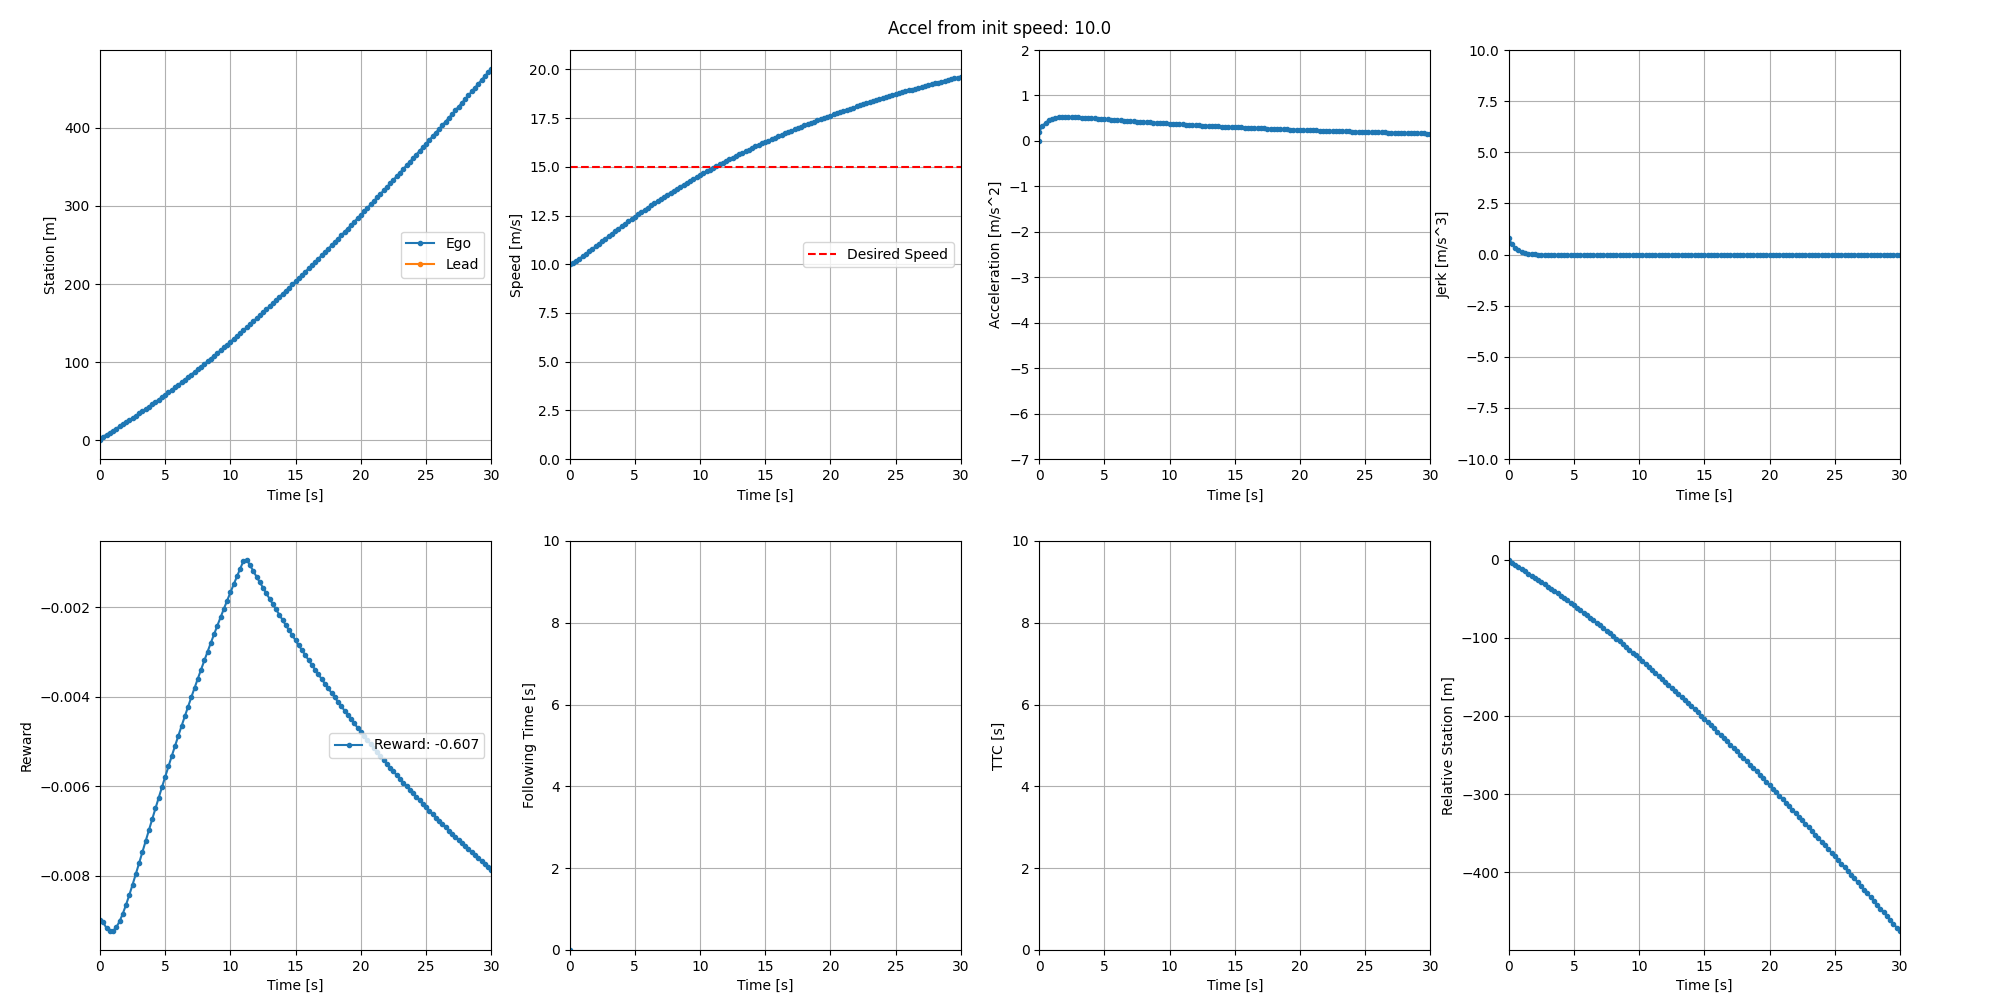 Accel from init speed: 10.0
Station [m]
400
300
200
100
0
Ego
Lead
0 5 10 15 20 25 30
Time [s]
Speed [m/s]
20.0
17.5
15.0
12.5
10.0
7.5
5.0
2.5
0.0
Desired Speed
0 5 10 15 20 25 30
Time [s]
Acceleration [m/s^2]
2
1
0
−1
−2
−3
−4
−5
−6
−7
0 5 10 15 20 25 30
Time [s]
Jerk [m/s^3]
10.0
7.5
5.0
2.5
0.0
−2.5
−5.0
−7.5
−10.0
0 5 10 15 20 25 30
Time [s]
Reward
−0.002
−0.004
−0.006
−0.008
Reward: -0.607
0 5 10 15 20 25 30
Time [s]
Following Time [s]
10
8
6
4
2
0
0 5 10 15 20 25 30
Time [s]
TTC [s]
10
8
6
4
2
0
0 5 10 15 20 25 30
Time [s]
Relative Station [m]
0
−100
−200
−300
−400
0 5 10 15 20 25 30
Time [s]